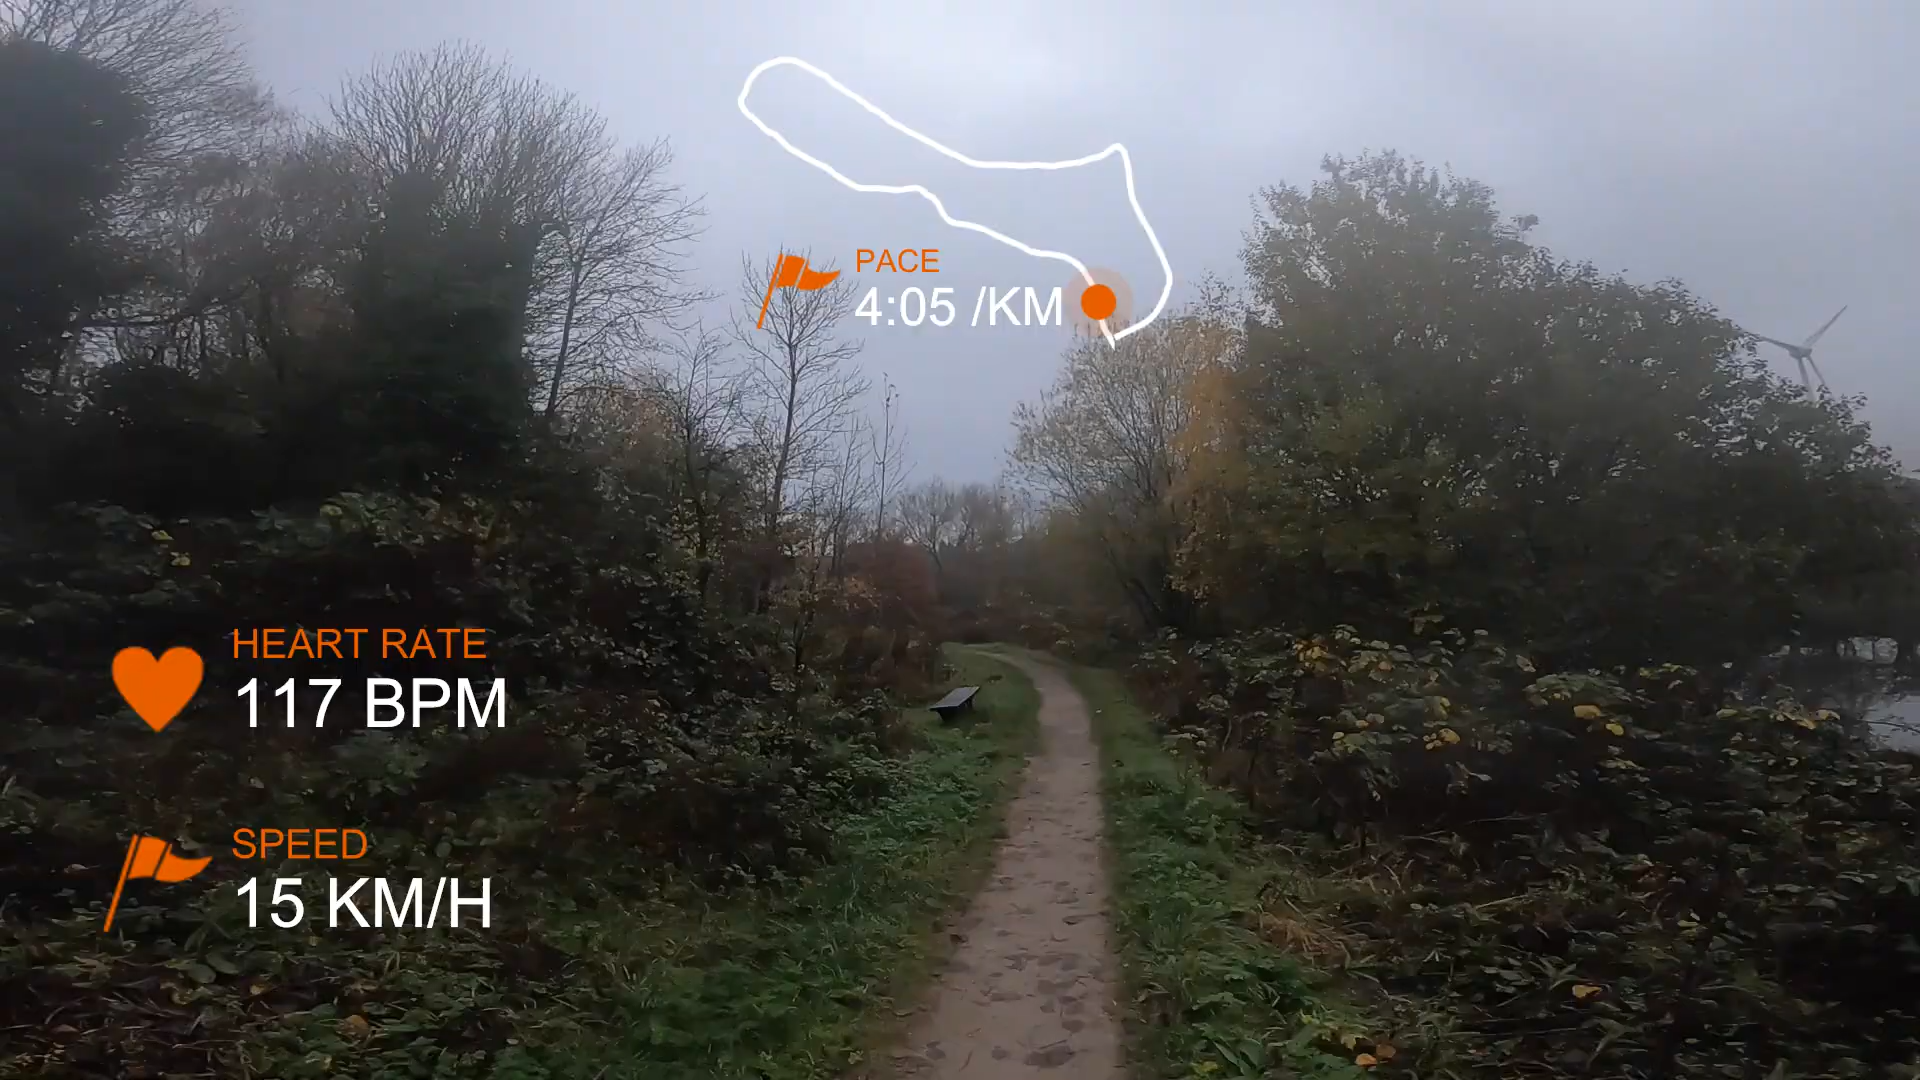 PACE
4:05 /KM
HEART RATE
117 BPM
SPEED
15 KM/H